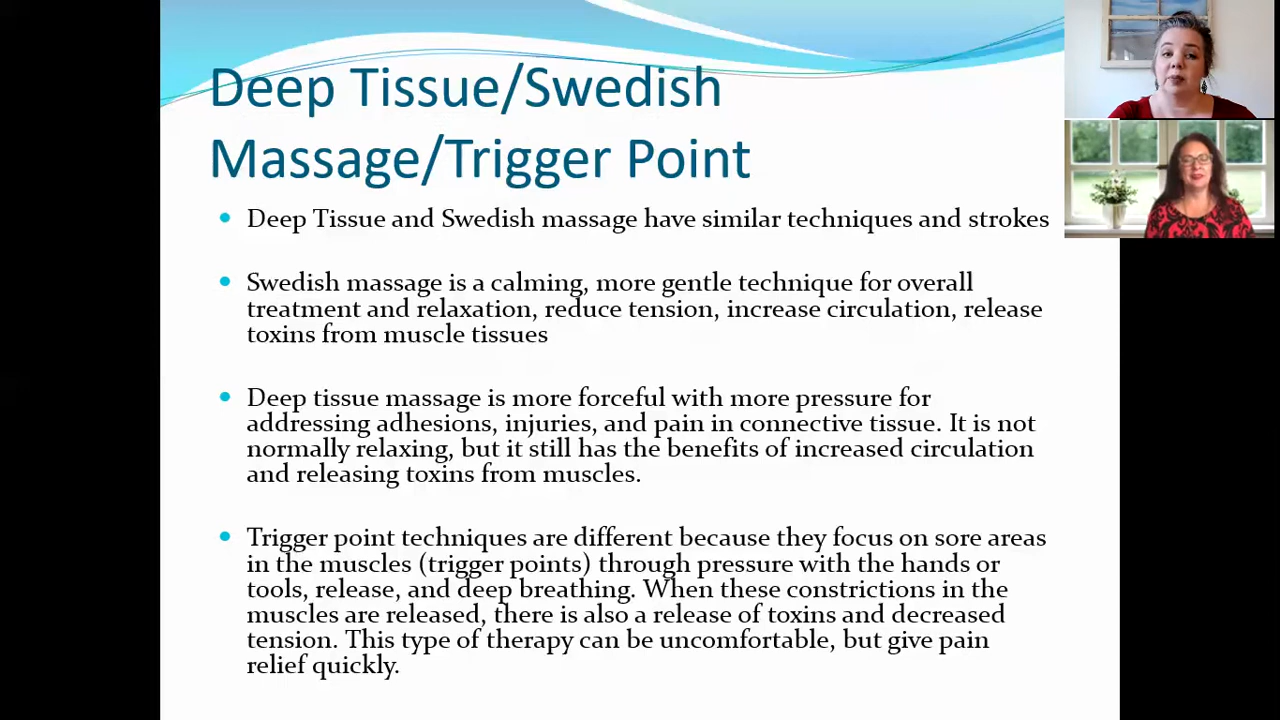 Deep Tissue/Swedish
Massage/Trigger Point
Deep Tissue and Swedish massage have similar techniques and strokes
Swedish massage is a calming, more gentle technique for overall
treatment and relaxation, reduce tension, increase circulation, release
toxins from muscle tissues
Deep tissue massage is more forceful with more pressure for
addressing adhesions, injuries, and pain in connective tissue. It is not
normally relaxing, but it still has the benefits of increased circulation
and releasing toxins from muscles.
Trigger point techniques are different because they focus on sore areas
in the muscles (trigger points) through pressure with the hands or
tools, release, and deep breathing. When these constrictions in the
muscles are released, there is also a release of toxins and decreased
tension. This type of therapy can be uncomfortable, but give pain
relief quickly.